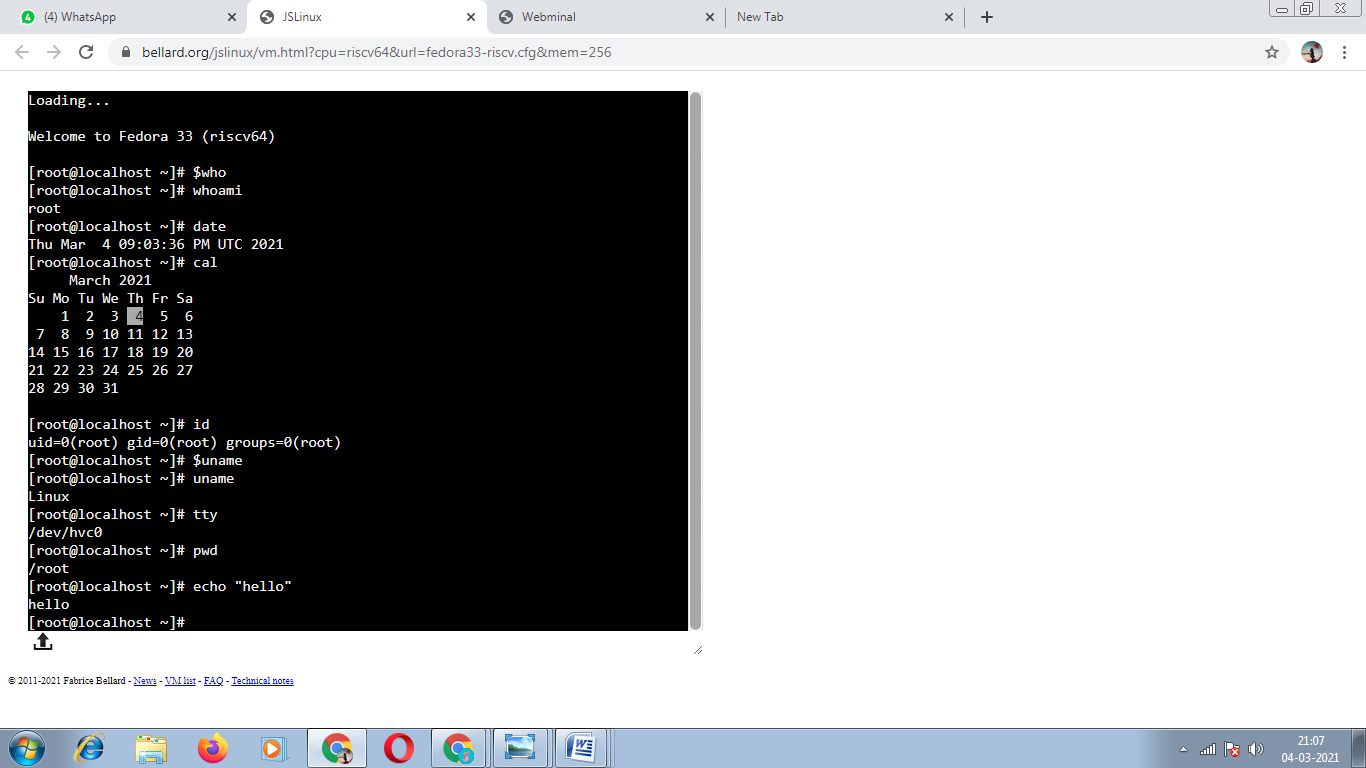 (4) WhatsApp
JSLinux
Webminal
New Tab
bellard.org/jslinux/vm.html?cpu=riscv64&url=fedora33-riscv.cfg&mem=256
Loading...
Welcome to Fedora 33 (riscv64)
[root@localhost ~]# $who
[root@localhost ~]# whoami
root
[root@localhost ~]# date
Thu Mar  4 09:03:36 PM UTC 2021
[root@localhost ~]# cal
     March 2021
Su Mo Tu We Th Fr Sa
    1  2  3  4  5  6
 7  8  9 10 11 12 13
14 15 16 17 18 19 20
21 22 23 24 25 26 27
28 29 30 31
[root@localhost ~]# id
uid=0(root) gid=0(root) groups=0(root)
[root@localhost ~]# $uname
[root@localhost ~]# uname
Linux
[root@localhost ~]# tty
/dev/hvc0
[root@localhost ~]# pwd
/root
[root@localhost ~]# echo "hello"
hello
[root@localhost ~]#
© 2011-2021 Fabrice Bellard - News - VM list - FAQ - Technical notes
21:07
04-03-2021